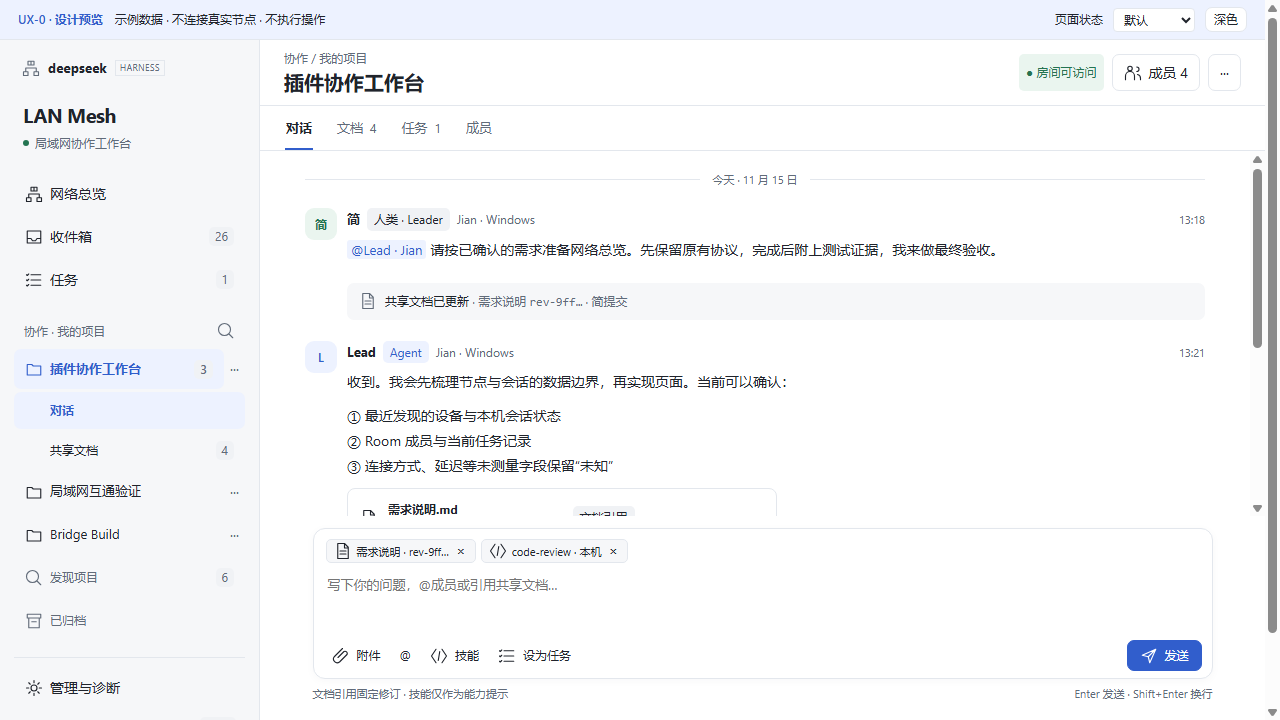 UX-0 · 设计预览 示例数据 · 不连接真实节点 · 不执行操作 页面状态 默认 深色
deepseek HARNESS
LAN Mesh
局域网协作工作台
网络总览
收件箱 26
任务 1
协作 · 我的项目
插件协作工作台 3 ...
对话
共享文档 4
局域网互通验证 ...
Bridge Build ...
发现项目 6
已归档
管理与诊断
协作 / 我的项目
插件协作工作台
房间可访问 成员 4 ...
对话 文档 4 任务 1 成员
今天 · 11 月 15 日
简 简 人类 · Leader Jian · Windows 13:18
@Lead · Jian 请按已确认的需求准备网络总览。先保留原有协议，完成后附上测试证据，我来做最终验收。
共享文档已更新 · 需求说明 rev-9ff… · 简提交
L Lead Agent Jian · Windows 13:21
收到。我会先梳理节点与会话的数据边界，再实现页面。当前可以确认：
① 最近发现的设备与本机会话状态
② Room 成员与当前任务记录
③ 连接方式、延迟等未测量字段保留“未知”
需求说明.md
文档引用
需求说明 · rev-9ff... × code-review · 本机 ×
写下你的问题，@成员或引用共享文档...
附件 @ 技能 设为任务 发送
文档引用固定修订 · 技能仅作为能力提示 Enter 发送 · Shift+Enter 换行